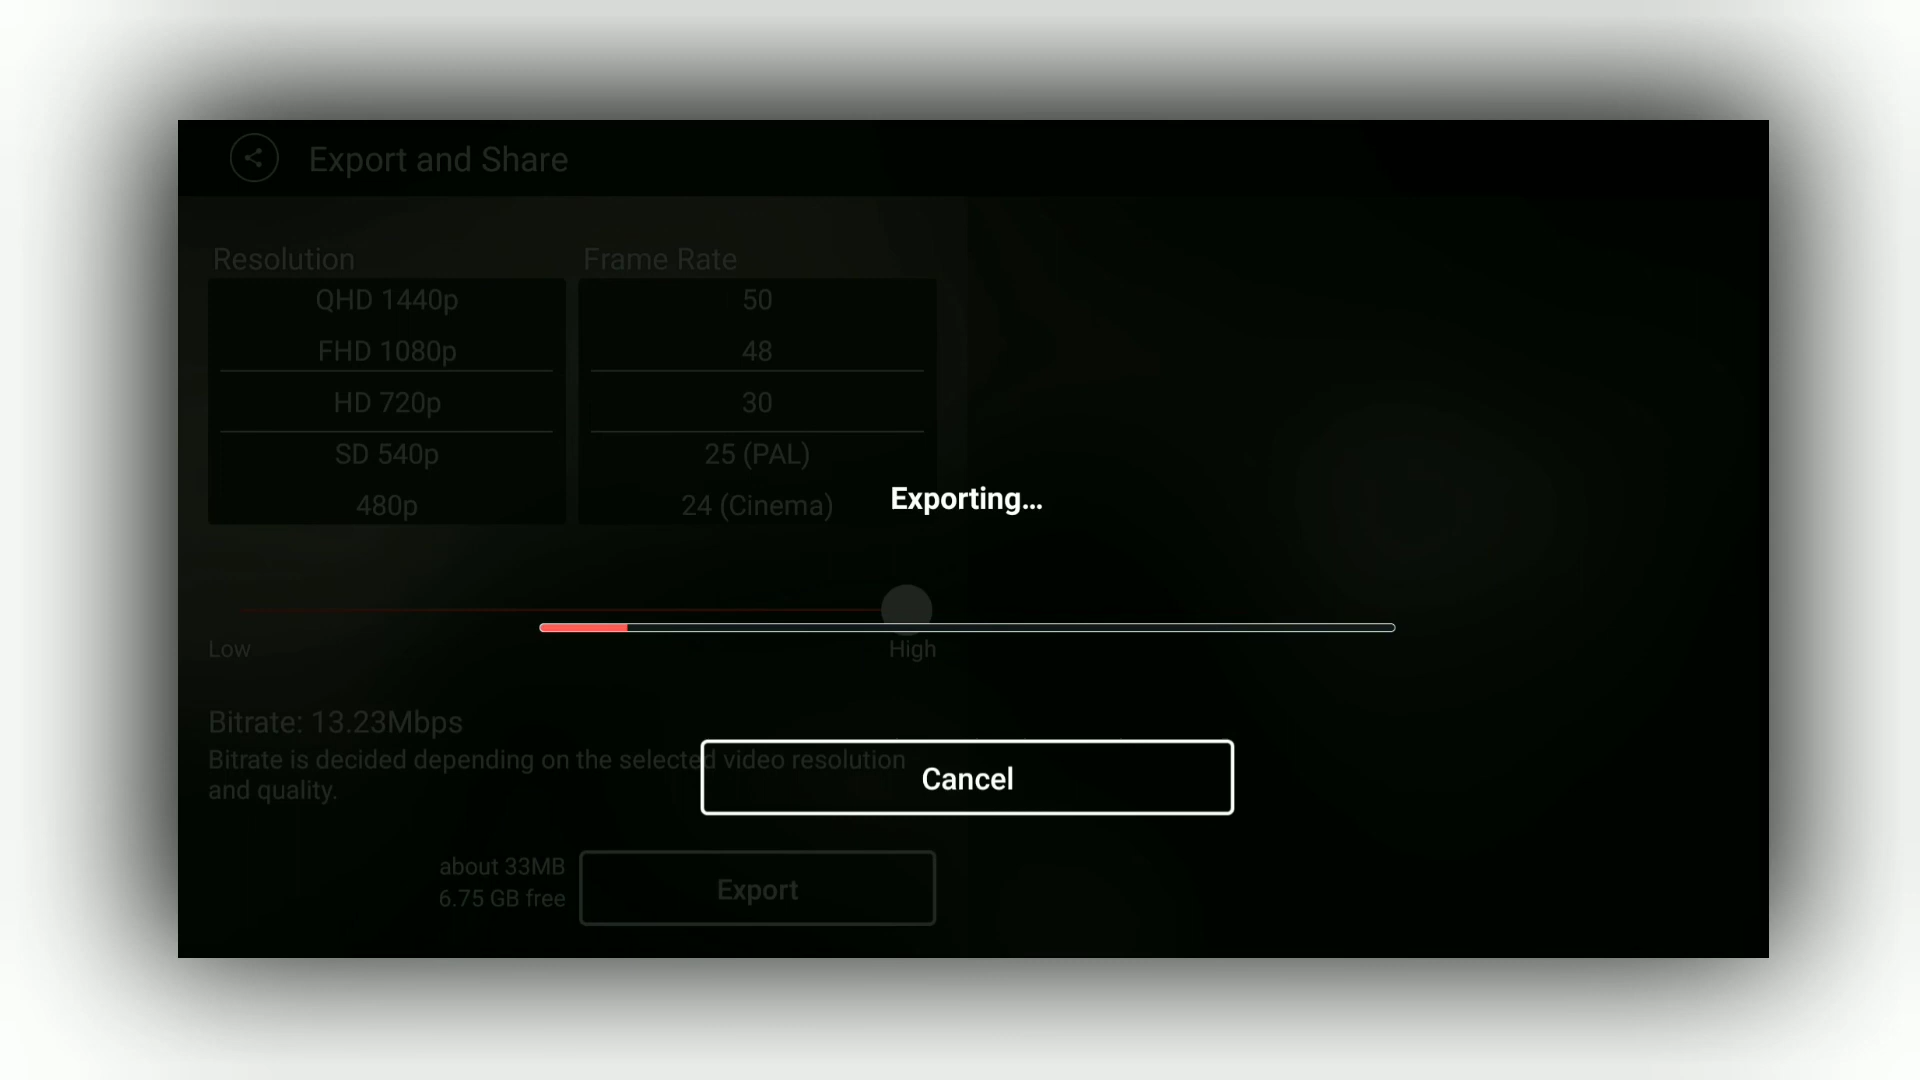 Export and Share
Resolution
Frame Rate
QHD 1440p
50
FHD 1080p
48
HD 720p
30
SD 540p
25 (PAL)
480p
24 (Cinema)
Exporting...
Low
High
Bitrate: 13.23Mbps
Bitrate is decided depending on the selected video resolution
and quality.
Cancel
about 33MB
6.75 GB free
Export